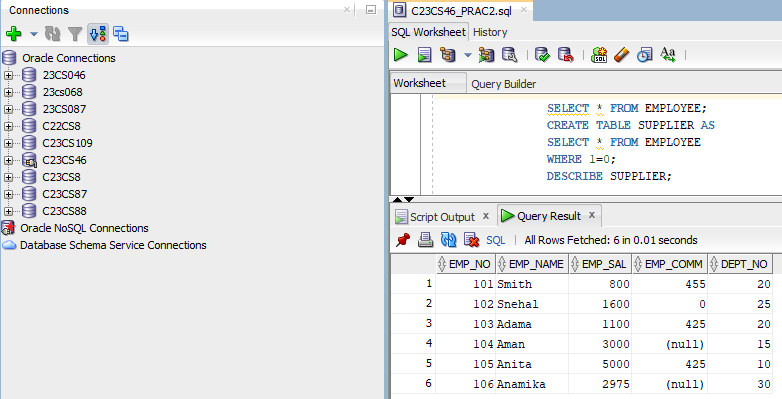 Connections
Oracle Connections
23CS046
23cs068
23CS087
C22CS8
C23CS109
C23CS46
C23CS8
C23CS87
C23CS88
Oracle NoSQL Connections
Database Schema Service Connections
C23CS46_PRAC2.sql
SQL Worksheet History
Worksheet Query Builder
SELECT * FROM EMPLOYEE;
CREATE TABLE SUPPLIER AS
SELECT * FROM EMPLOYEE
WHERE 1=0;
DESCRIBE SUPPLIER;
Script Output x Query Result x
SQL | All Rows Fetched: 6 in 0.01 seconds
EMP_NO EMP_NAME EMP_SAL EMP_COMM DEPT_NO
1 101 Smith 800 455 20
2 102 Snehal 1600 0 25
3 103 Adama 1100 425 20
4 104 Aman 3000 (null) 15
5 105 Anita 5000 425 10
6 106 Anamika 2975 (null) 30